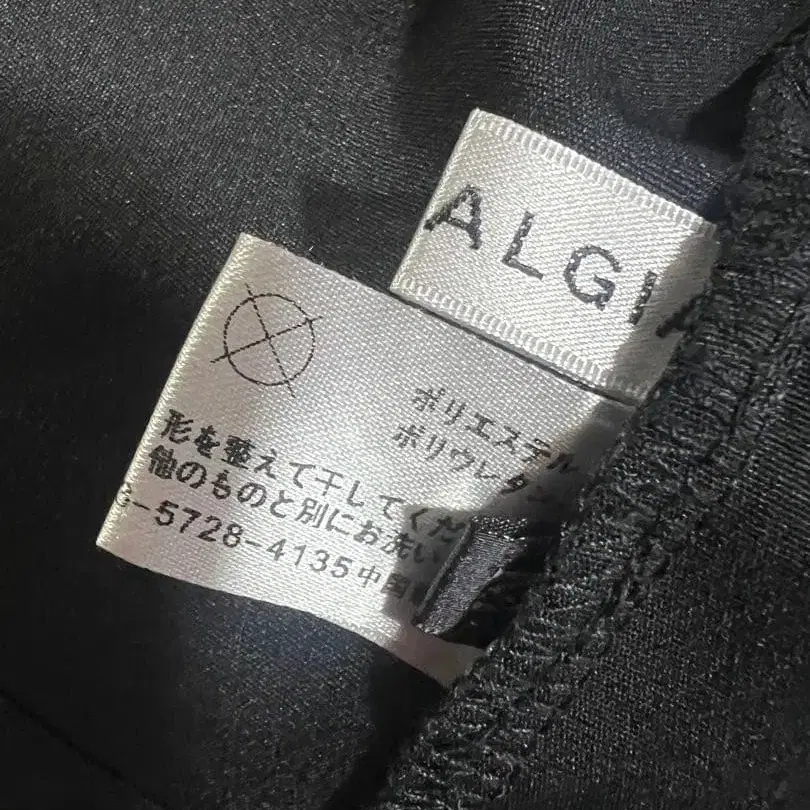 ALGIA
ポリエステル
ポリウレタン
形を整えて干してくだ
他のものと別にお洗い
-5728-4135中国